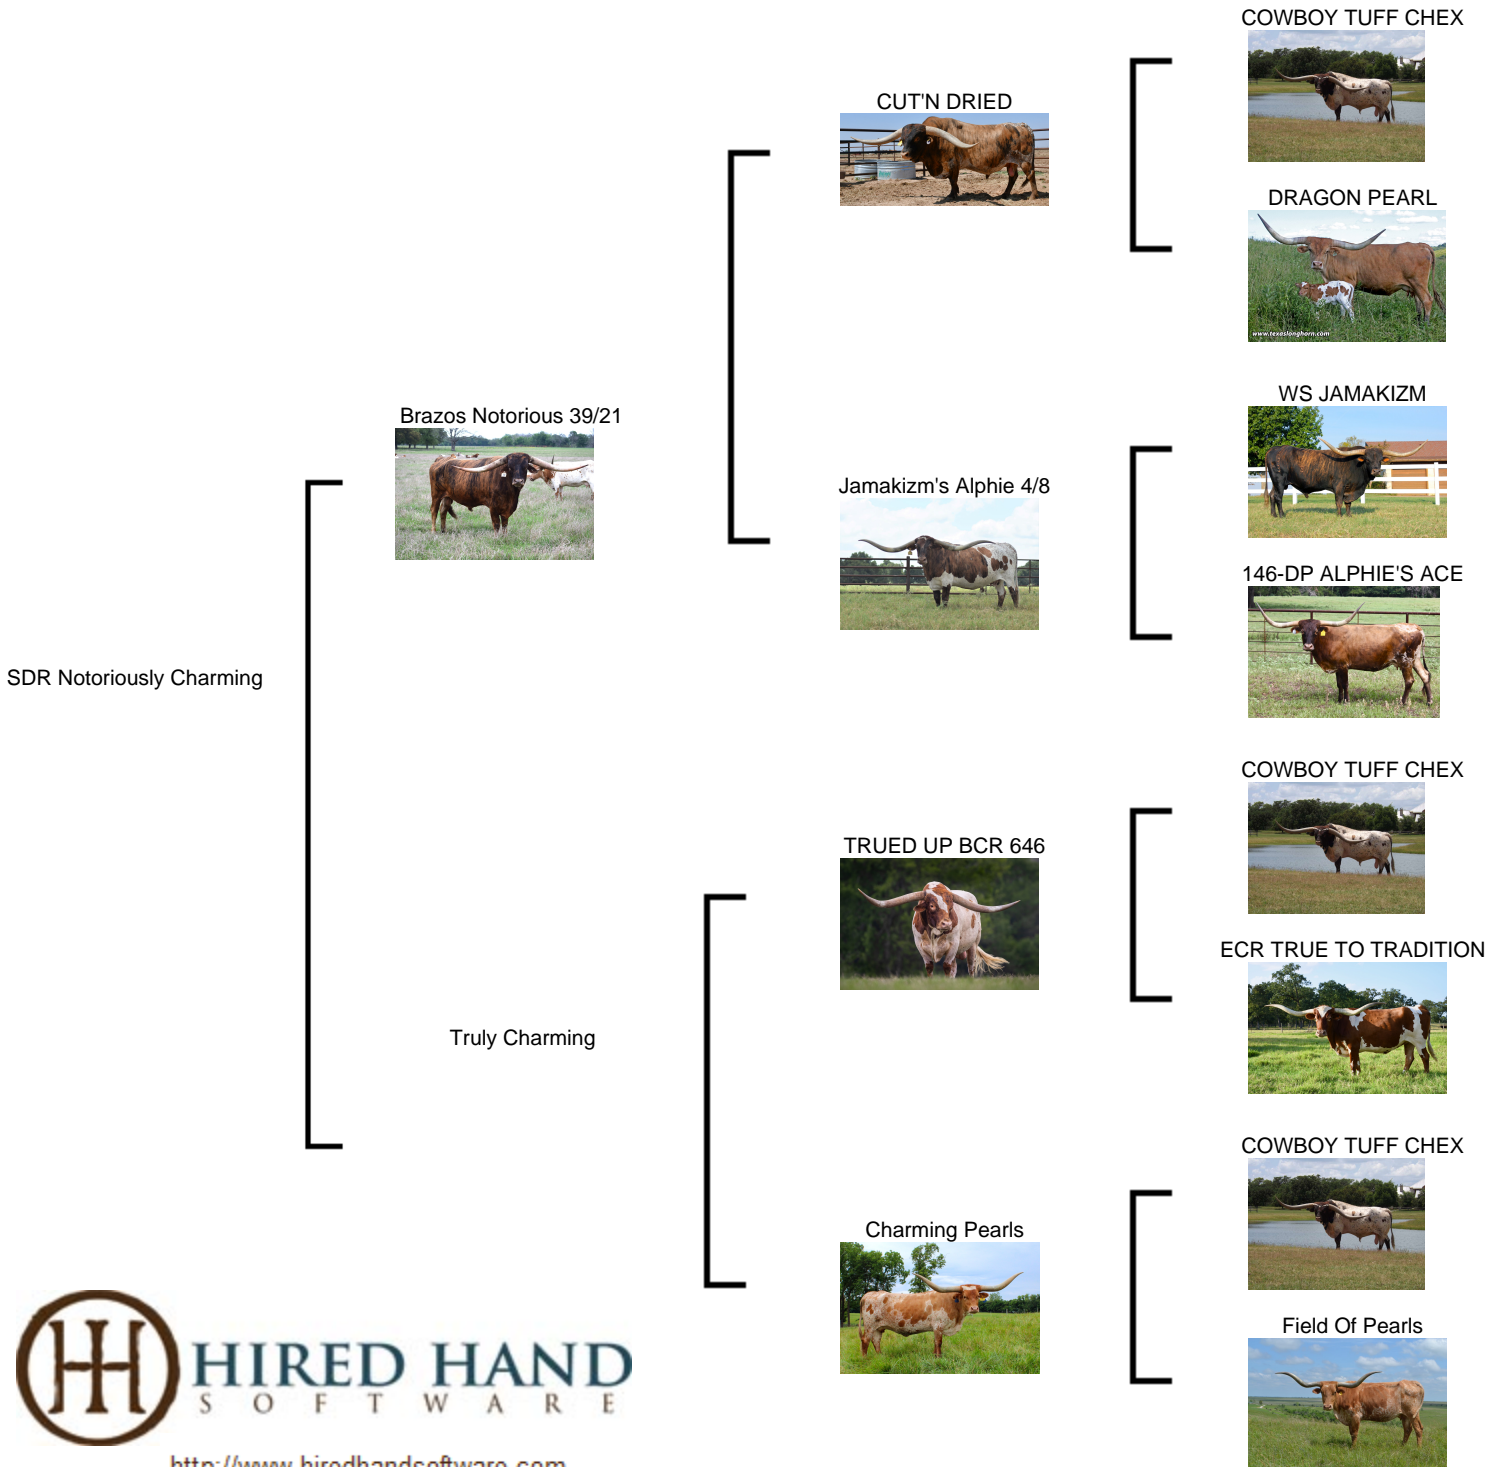 COWBOY TUFF CHEX
CUT'N DRIED
DRAGON PEARL
www.texaslonghorn.com
WS JAMAKIZM
Brazos Notorious 39/21
Jamakizm's Alphie 4/8
146-DP ALPHIE'S ACE
SDR Notoriously Charming
COWBOY TUFF CHEX
TRUED UP BCR 646
ECR TRUE TO TRADITION
Truly Charming
COWBOY TUFF CHEX
Charming Pearls
Field Of Pearls
HIRED HAND
SOFTWARE
http://www.hiredhandsoftware.com